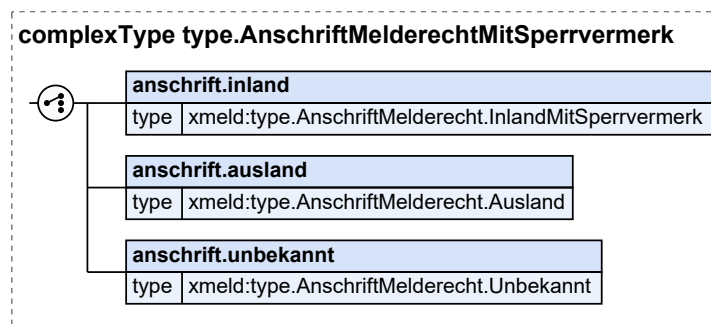 complexType type.AnschriftMelderechtMitSperrvermerk
anschrift.inland
type xmeld:type.AnschriftMelderecht.InlandMitSperrvermerk
anschrift.ausland
type xmeld:type.AnschriftMelderecht.Ausland
anschrift.unbekannt
type xmeld:type.AnschriftMelderecht.Unbekannt